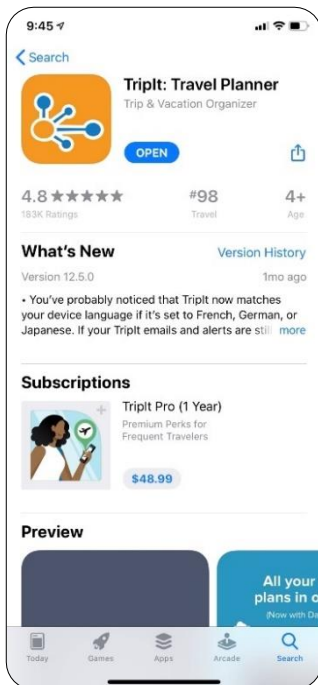 9:45
Search
TripIt: Travel Planner
Trip & Vacation Organizer
OPEN
4.8
#98
4+
183K Ratings
Travel
Age
What's New
Version History
Version 12.5.0
1mo ago
• You've probably noticed that TripIt now matches
your device language if it's set to French, German, or
Japanese. If your TripIt emails and alerts are still more
Subscriptions
TripIt Pro (1 Year)
Premium Perks for
Frequent Travelers
$48.99
Preview
All your
plans in o
(Now with Da
Today
Games
Apps
Arcade
Search